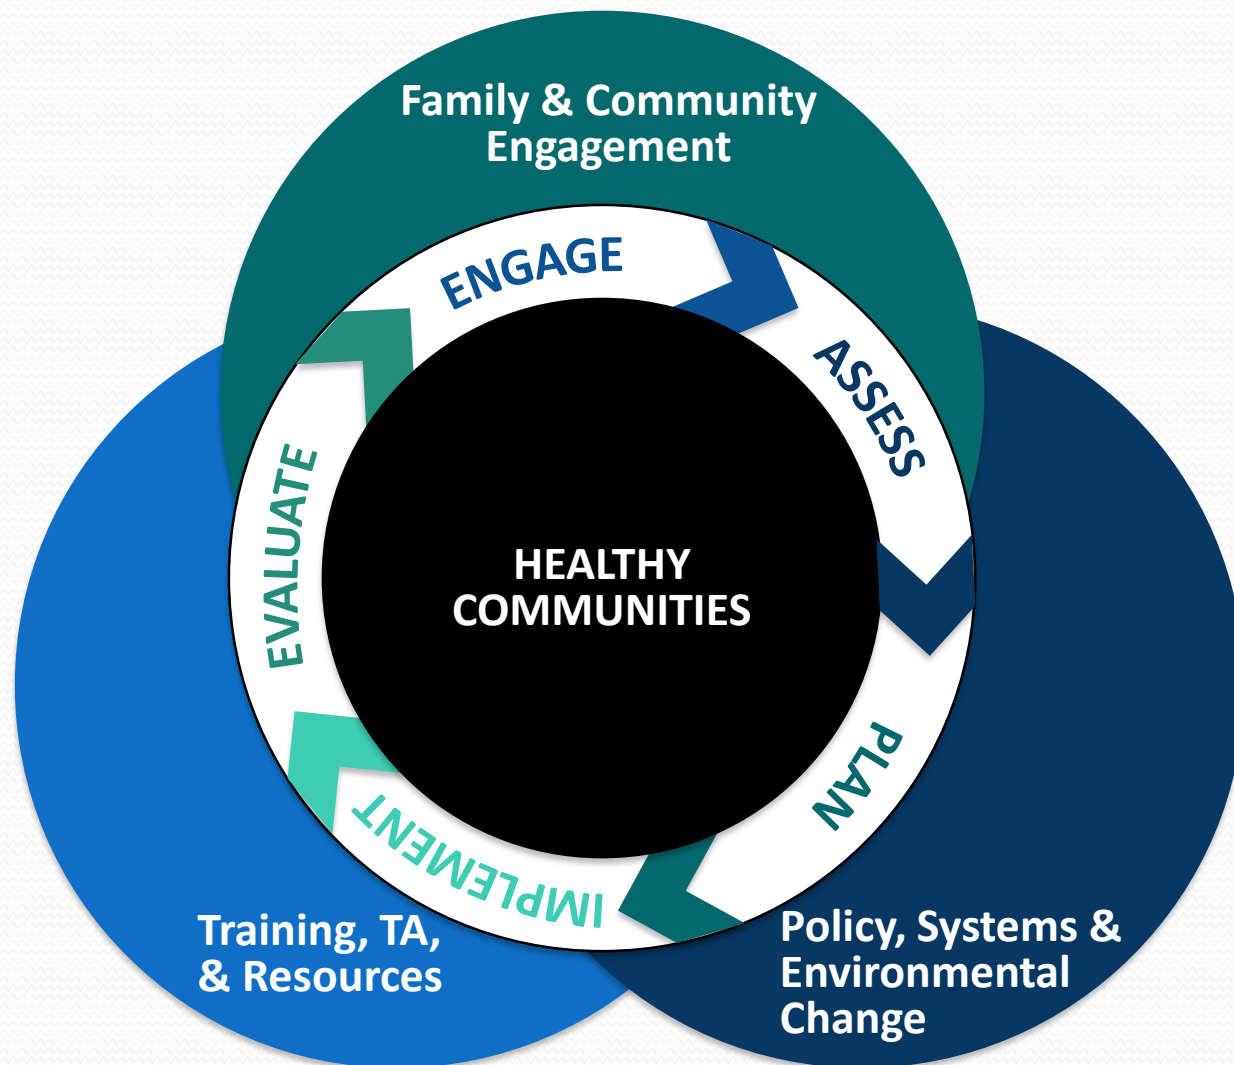 Family & Community
Engagement
ENGAGE
ASSESS
PLAN
IMPLEMENT
EVALUATE
HEALTHY
COMMUNITIES
Training, TA,
& Resources
Policy, Systems &
Environmental
Change